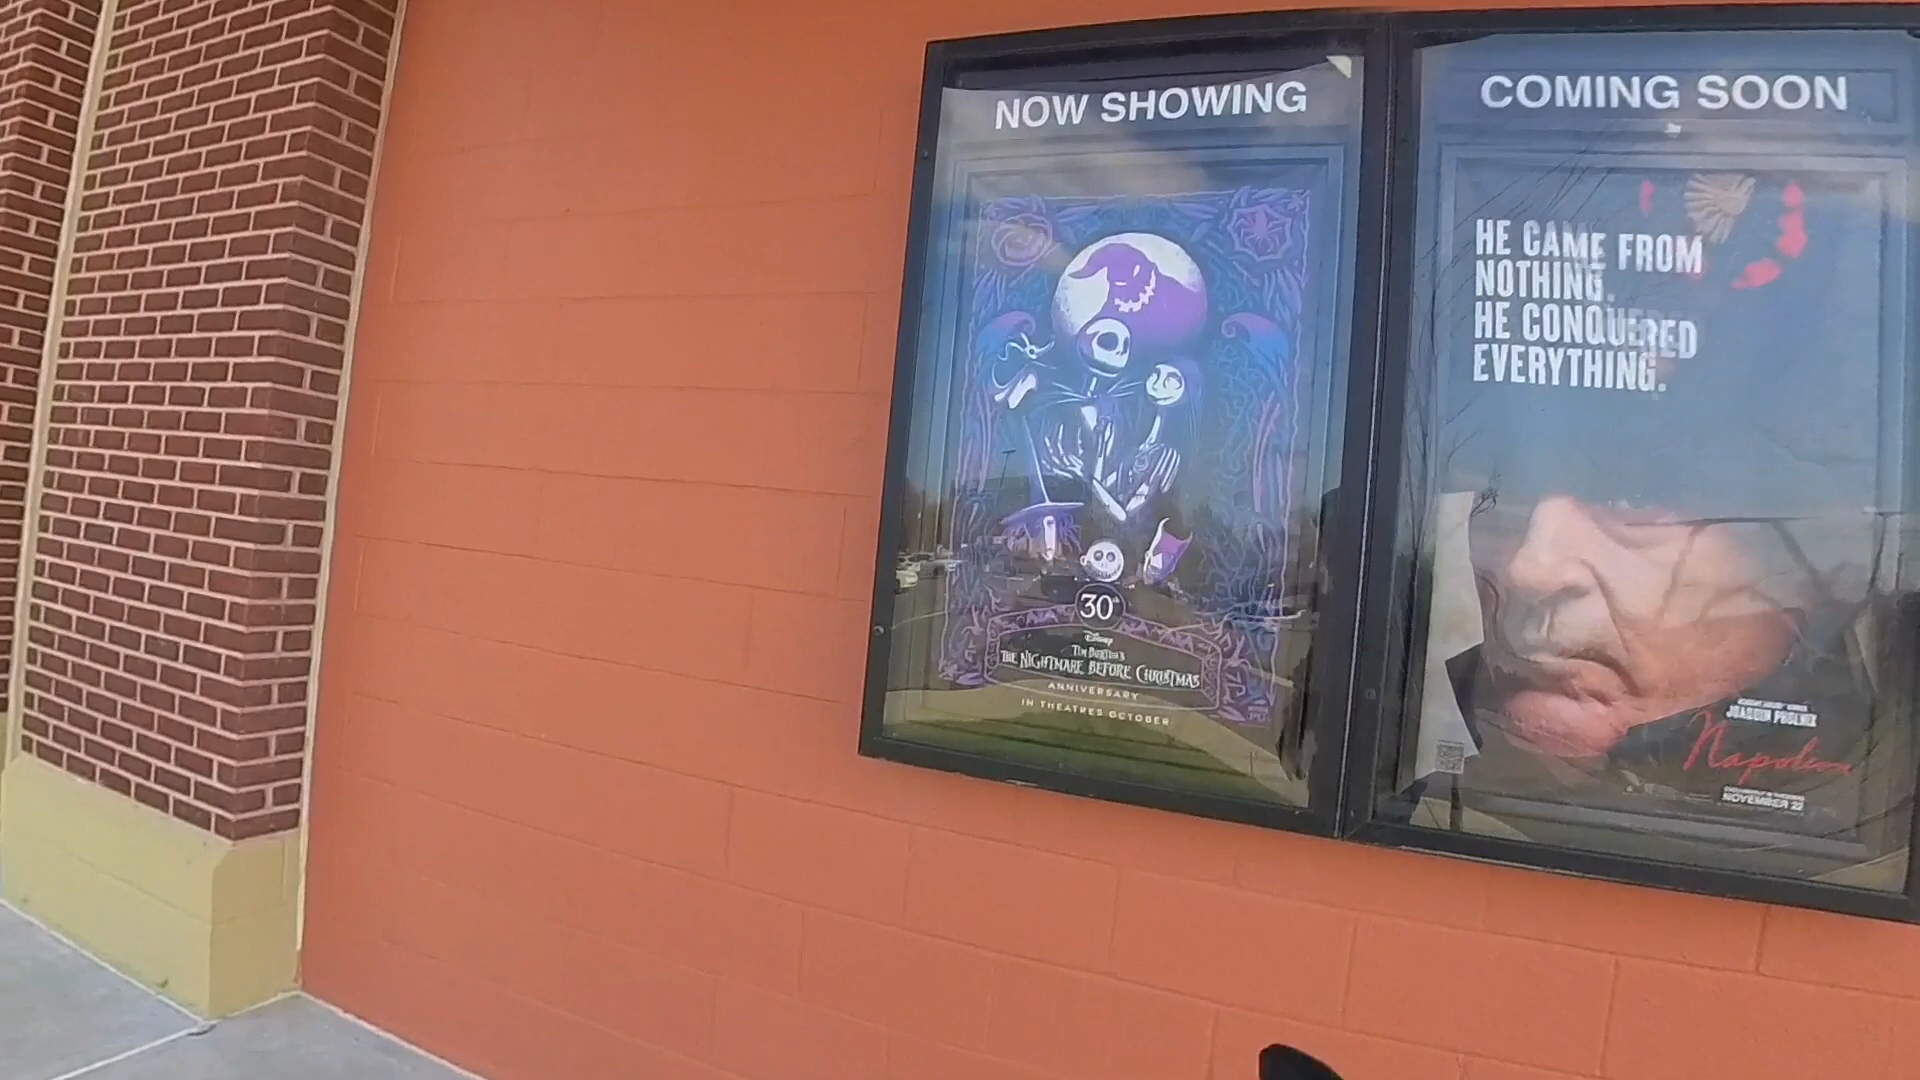 NOW SHOWING
30th
Disney
TIM BURTON'S
THE NIGHTMARE BEFORE CHRISTMAS
ANNIVERSARY
IN THEATRES OCTOBER
COMING SOON
HE CAME FROM
NOTHING.
HE CONQUERED
EVERYTHING.
JOAQUIN PHOENIX
Napoleon
NOVEMBER 22